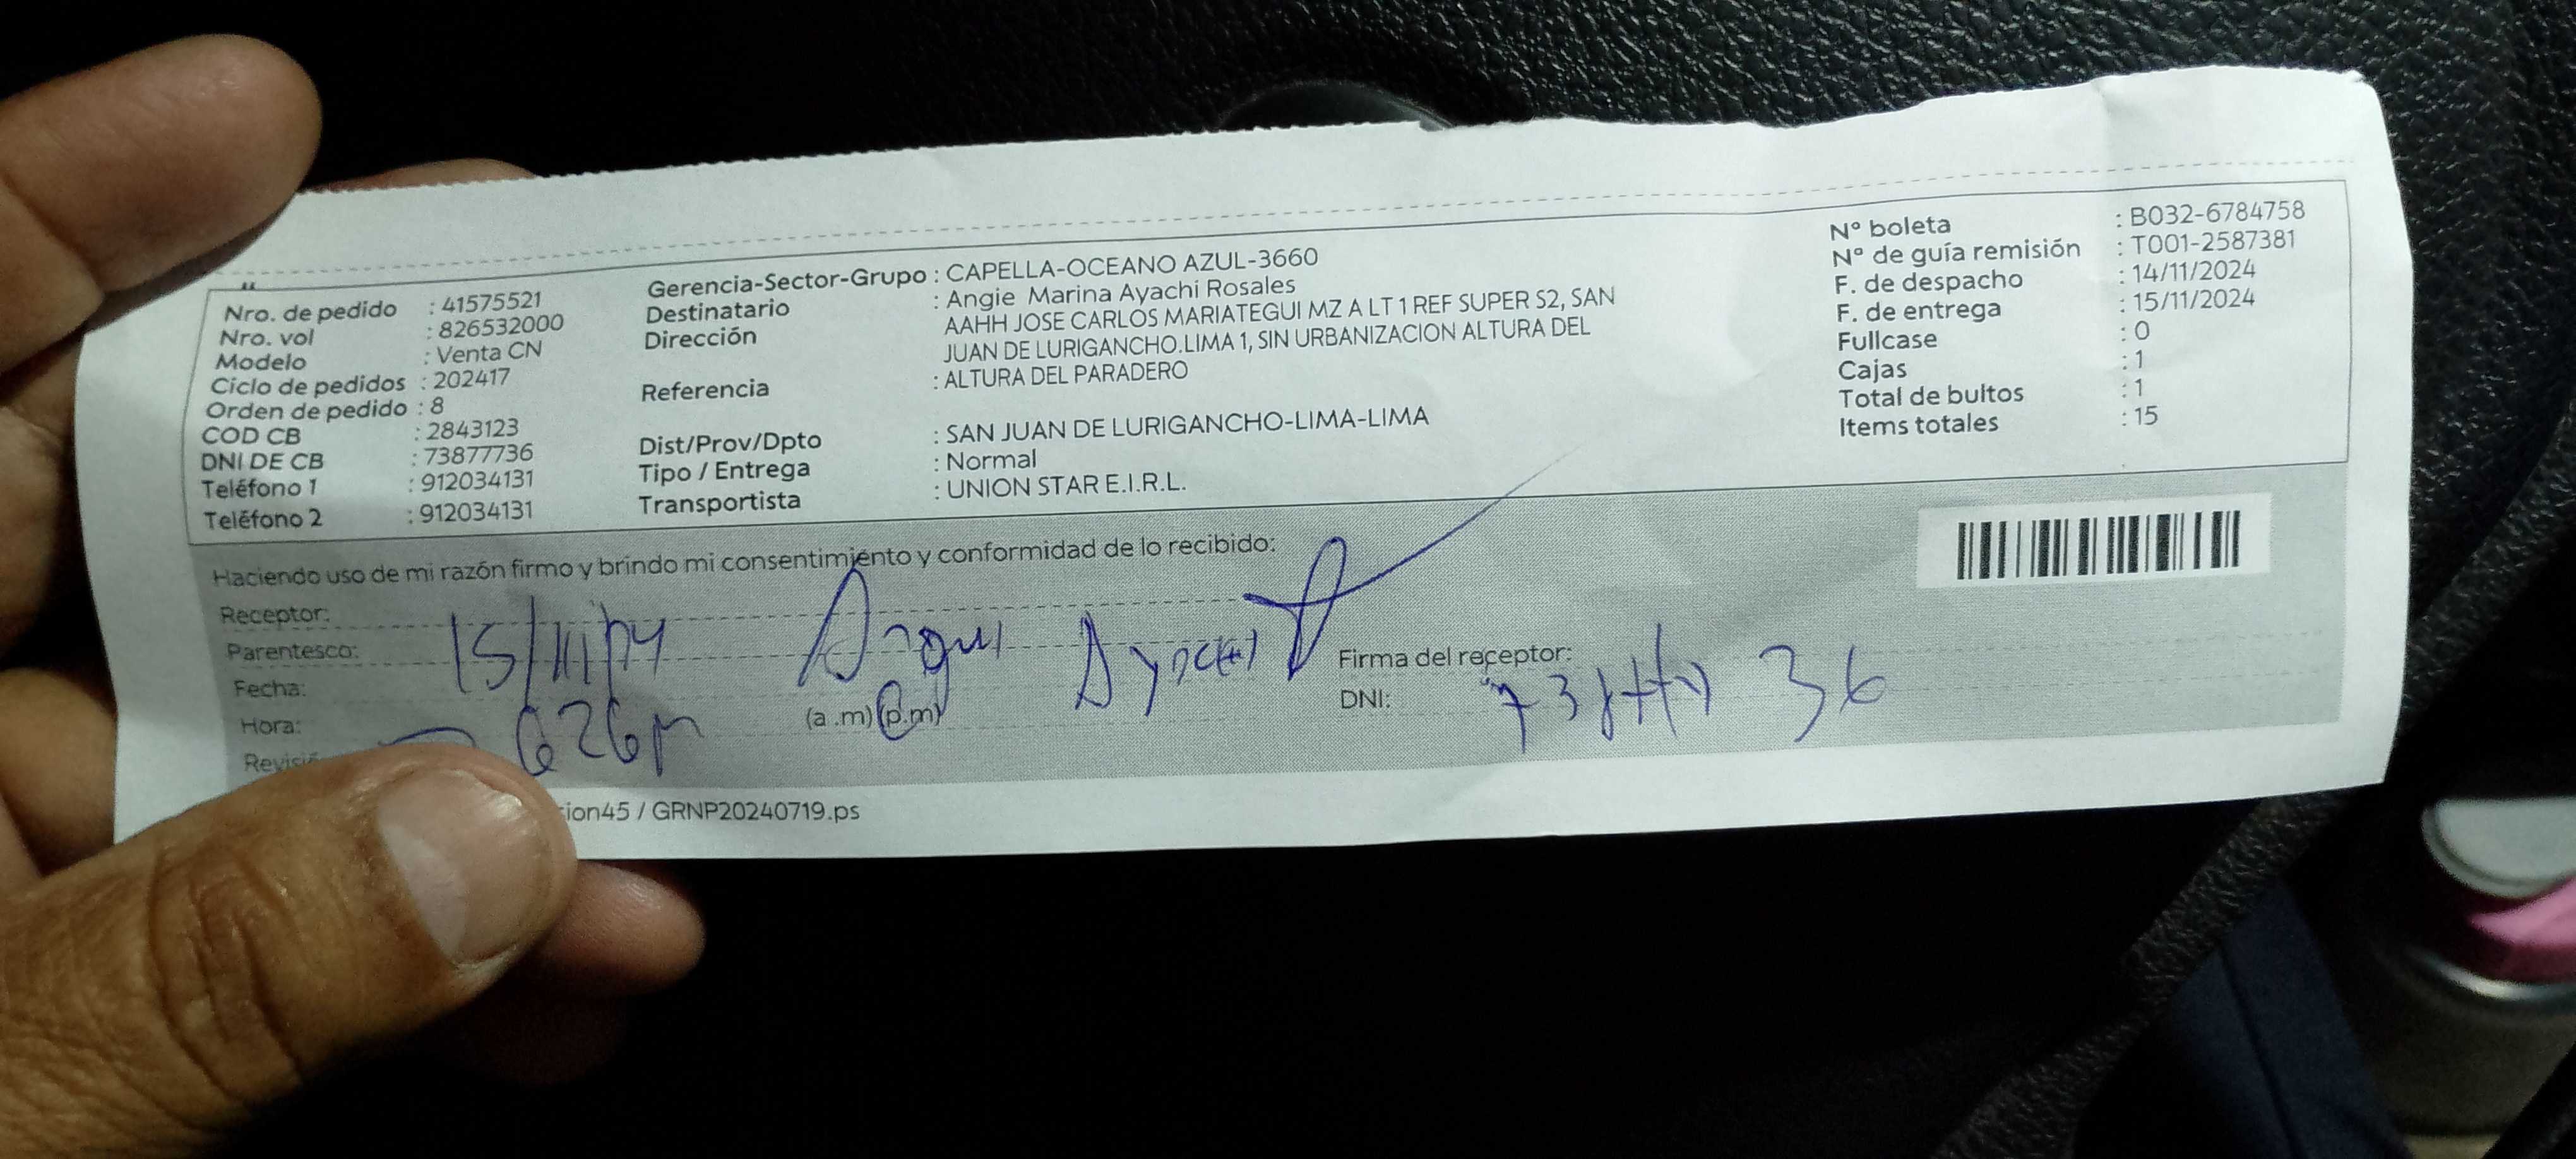 Nro. de pedido : 41575521
Nro. vol : 826532000
Modelo : Venta CN
Ciclo de pedidos : 202417
Orden de pedido : 8
COD CB : 2843123
DNI DE CB : 73877736
Teléfono 1 : 912034131
Teléfono 2 : 912034131
Gerencia-Sector-Grupo : CAPELLA-OCEANO AZUL-3660
Destinatario : Angie Marina Ayachi Rosales
Dirección AAHH JOSE CARLOS MARIATEGUI MZ A LT 1 REF SUPER S2, SAN
JUAN DE LURIGANCHO.LIMA 1, SIN URBANIZACION ALTURA DEL
Referencia : ALTURA DEL PARADERO
Dist/Prov/Dpto : SAN JUAN DE LURIGANCHO-LIMA-LIMA
Tipo / Entrega : Normal
Transportista : UNION STAR E.I.R.L.
Nº boleta : B032-6784758
Nº de guía remisión : T001-2587381
F. de despacho : 14/11/2024
F. de entrega : 15/11/2024
Fullcase : 0
Cajas : 1
Total de bultos : 1
Items totales : 15
Haciendo uso de mi razón firmo y brindo mi consentimiento y conformidad de lo recibido:
Receptor:
Parentesco:
Fecha:
Hora: (a .m) (p.m)
Firma del receptor:
DNI:
ion45 / GRNP20240719.ps